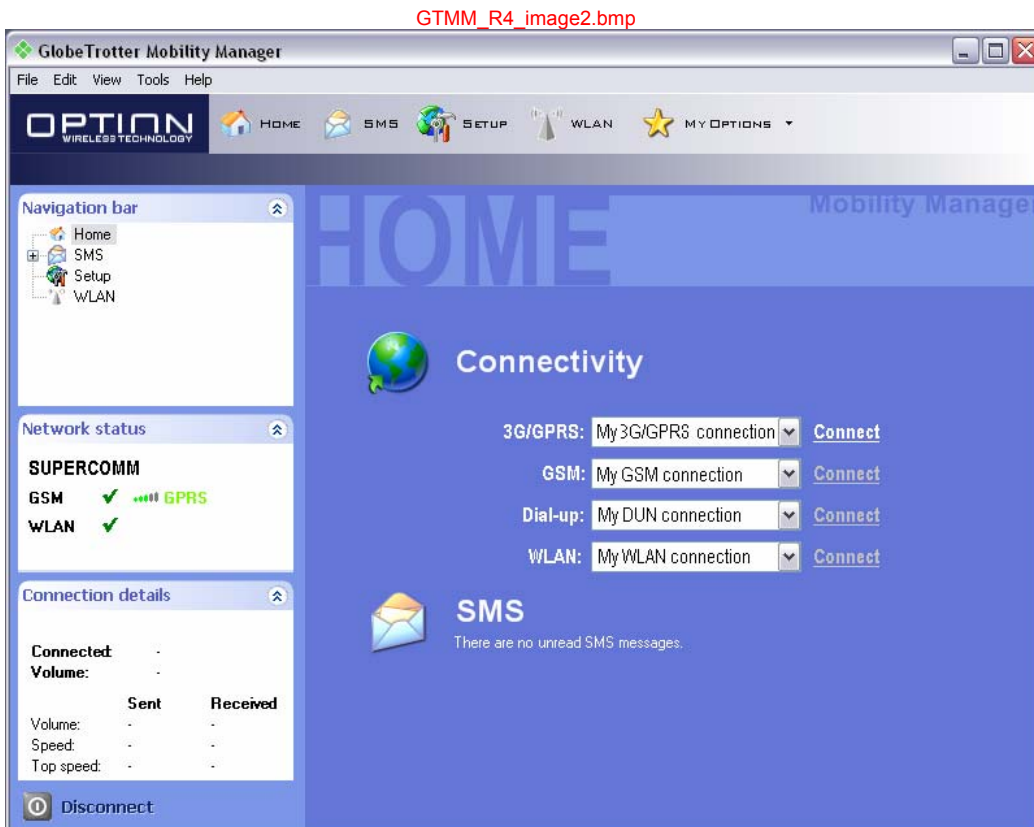 GTMM_R4_image2.bmp
GlobeTrotter Mobility Manager
File Edit View Tools Help
OPTION
WIRELESS TECHNOLOGY
HOME SMS SETUP WLAN MY OPTIONS
Navigation bar
Home
SMS
Setup
WLAN
HOME
Mobility Manager
Connectivity
3G/GPRS: My 3G/GPRS connection Connect
GSM: My GSM connection Connect
Dial-up: My DUN connection Connect
WLAN: My WLAN connection Connect
SMS
There are no unread SMS messages.
Network status
SUPERCOMM
GSM GPRS
WLAN
Connection details
Connected: -
Volume: -
Sent Received
Volume: - -
Speed: - -
Top speed: - -
Disconnect